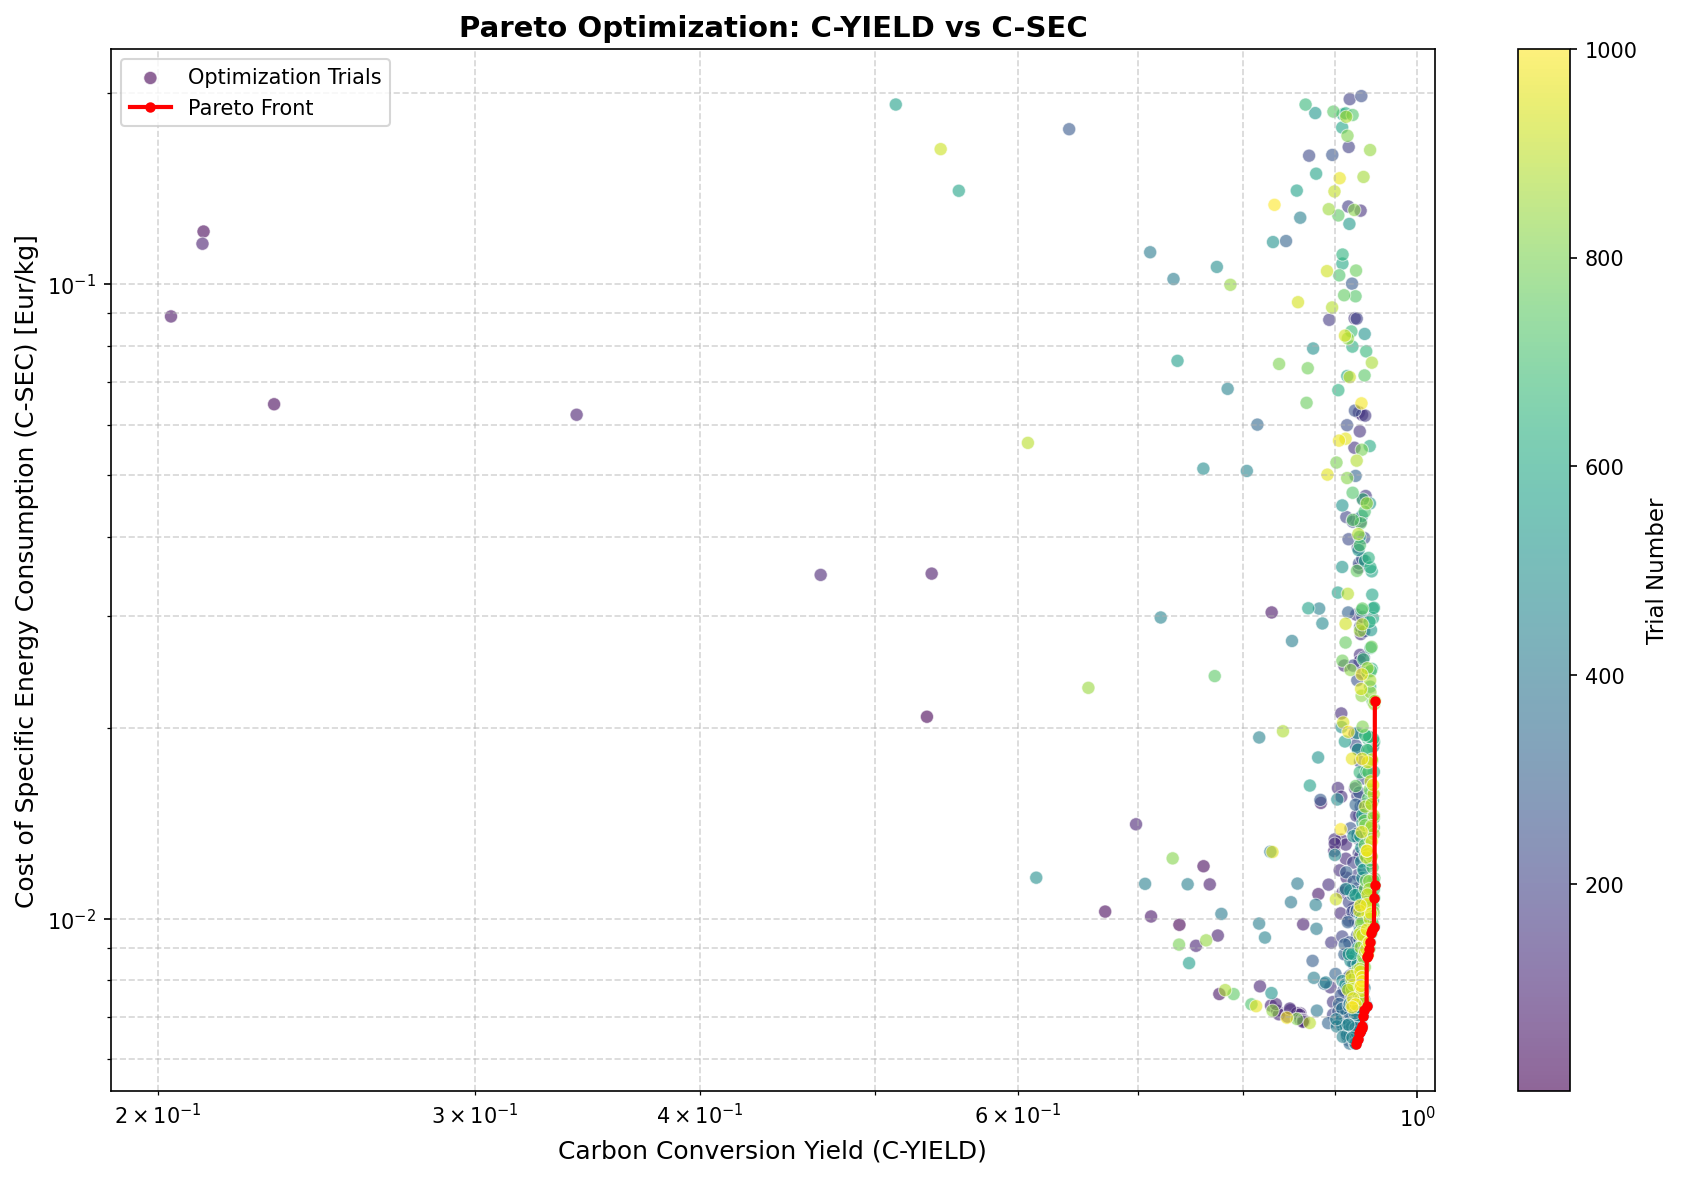 Pareto Optimization: C-YIELD vs C-SEC
Optimization Trials
Pareto Front
Cost of Specific Energy Consumption (C-SEC) [Eur/kg]
10⁻¹
10⁻²
2 × 10⁻¹
3 × 10⁻¹
4 × 10⁻¹
6 × 10⁻¹
10⁰
Carbon Conversion Yield (C-YIELD)
1000
800
600
400
200
Trial Number